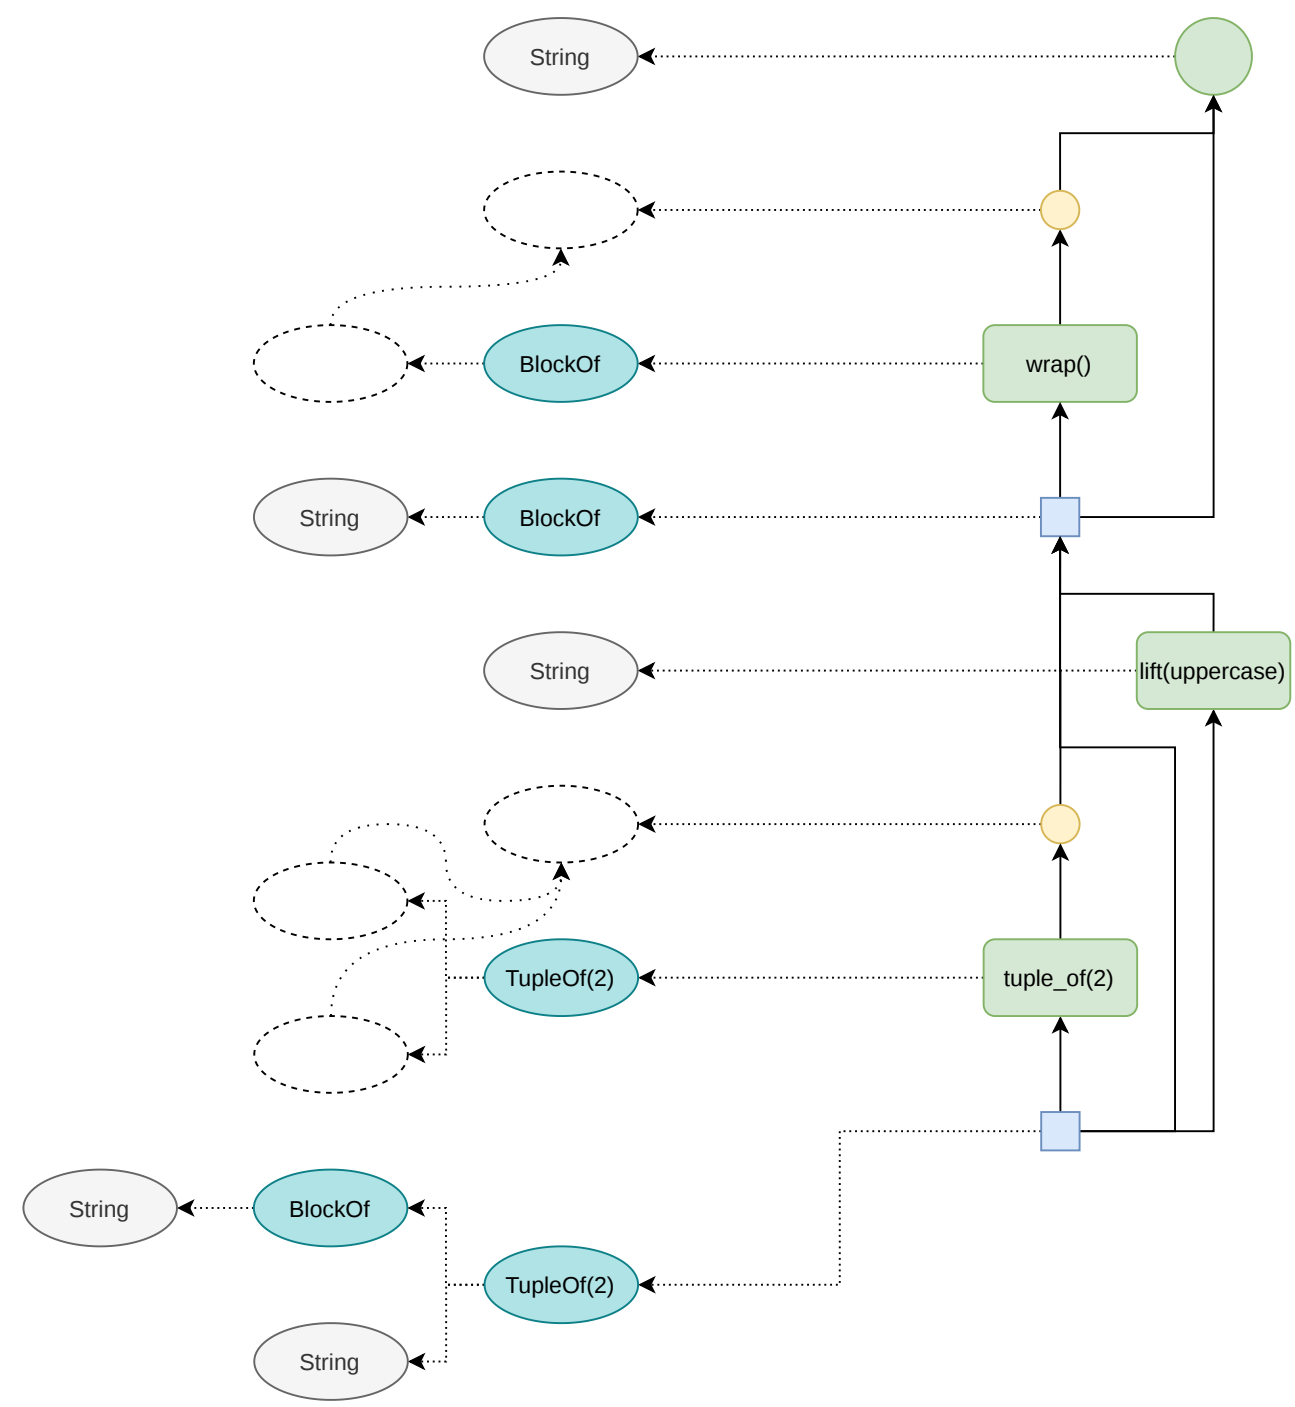 String
BlockOf
wrap()
String
BlockOf
String
lift(uppercase)
TupleOf(2)
tuple_of(2)
String
BlockOf
TupleOf(2)
String